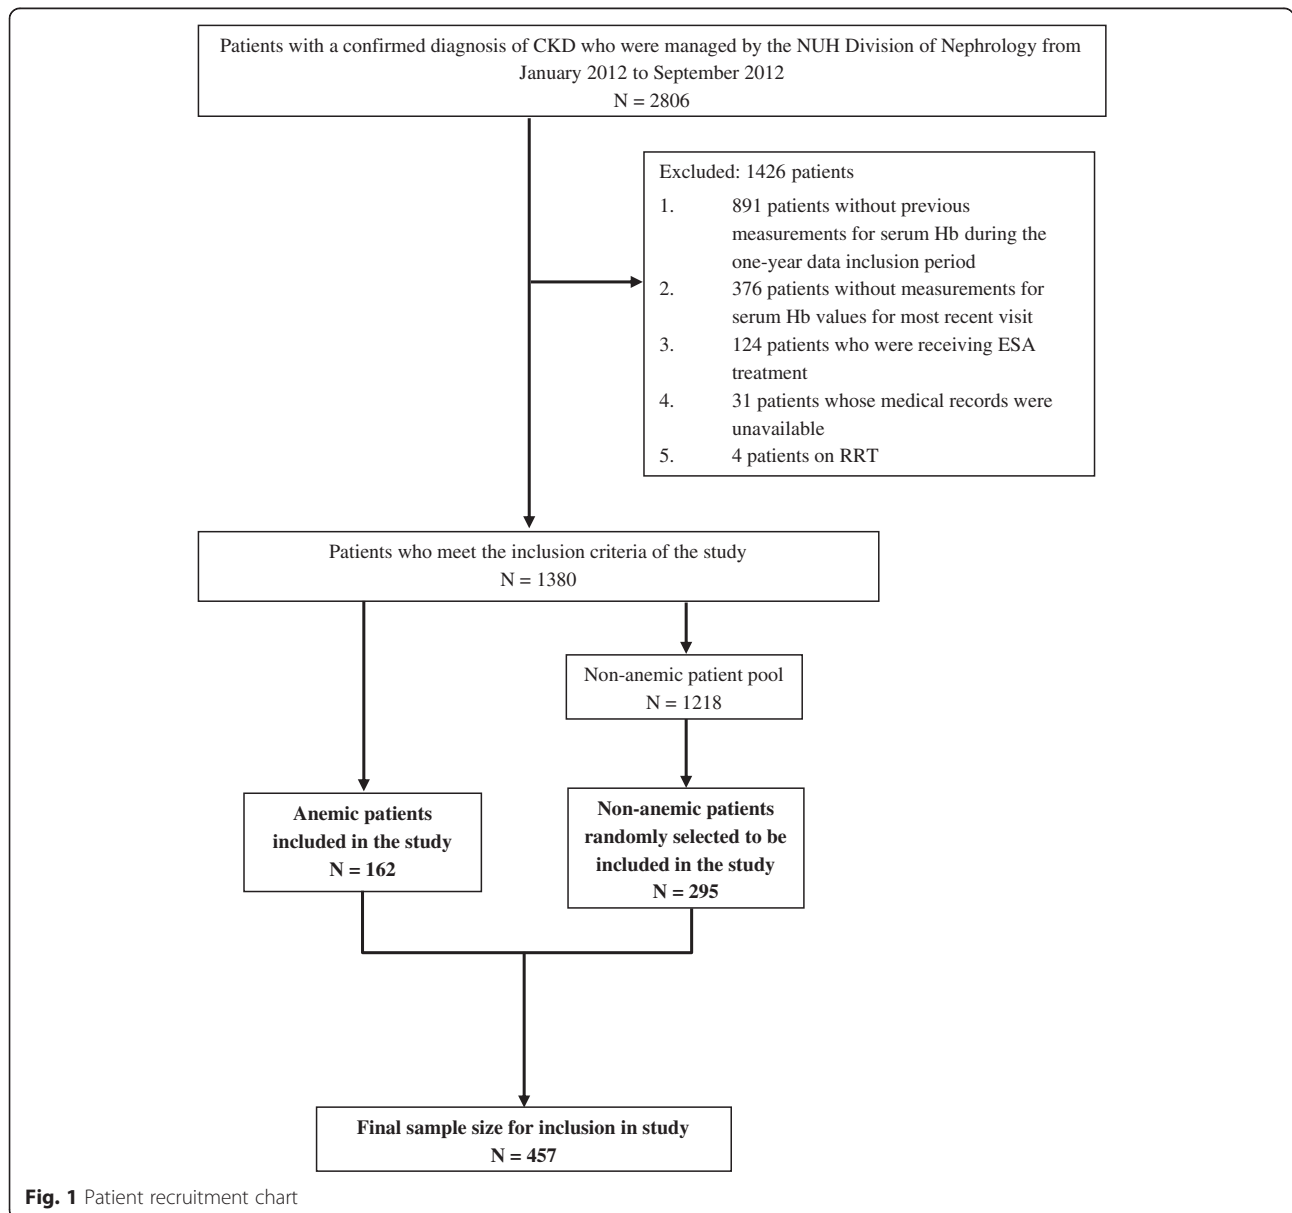 Patients with a confirmed diagnosis of CKD who were managed by the NUH Division of Nephrology from
January 2012 to September 2012
N = 2806
Excluded: 1426 patients
1. 891 patients without previous
measurements for serum Hb during the
one-year data inclusion period
2. 376 patients without measurements for
serum Hb values for most recent visit
3. 124 patients who were receiving ESA
treatment
4. 31 patients whose medical records were
unavailable
5. 4 patients on RRT
Patients who meet the inclusion criteria of the study
N = 1380
Non-anemic patient pool
N = 1218
Anemic patients
included in the study
N = 162
Non-anemic patients
randomly selected to be
included in the study
N = 295
Final sample size for inclusion in study
N = 457
Fig. 1 Patient recruitment chart